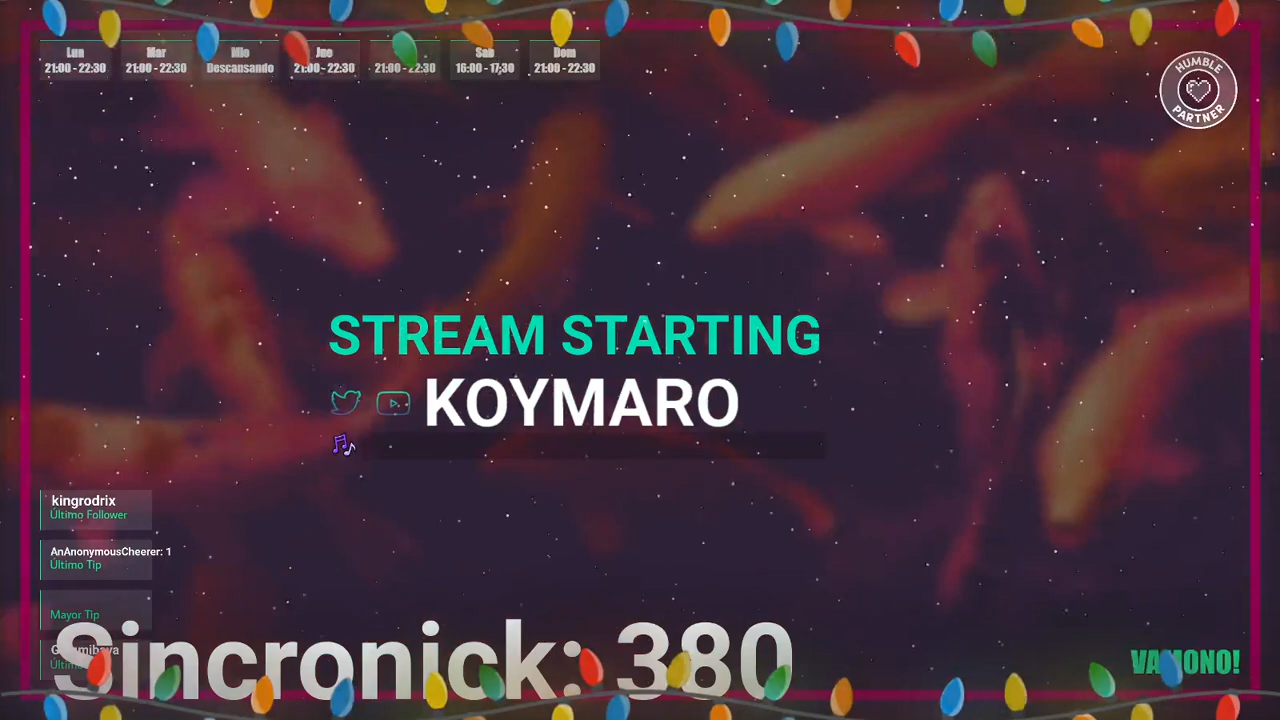 Lun
21:00 - 22:30
Mar
21:00 - 22:30
Mie
Descansando
Jue
21:00 - 22:30
21:00 - 22:30
Sab
16:00 - 17:30
Dom
21:00 - 22:30
HUMBLE
PARTNER
STREAM STARTING
KOYMARO
kingrodrix
Último Follower
AnAnonymousCheerer: 1
Último Tip
Mayor Tip
Sincronick: 380
VAMONO!